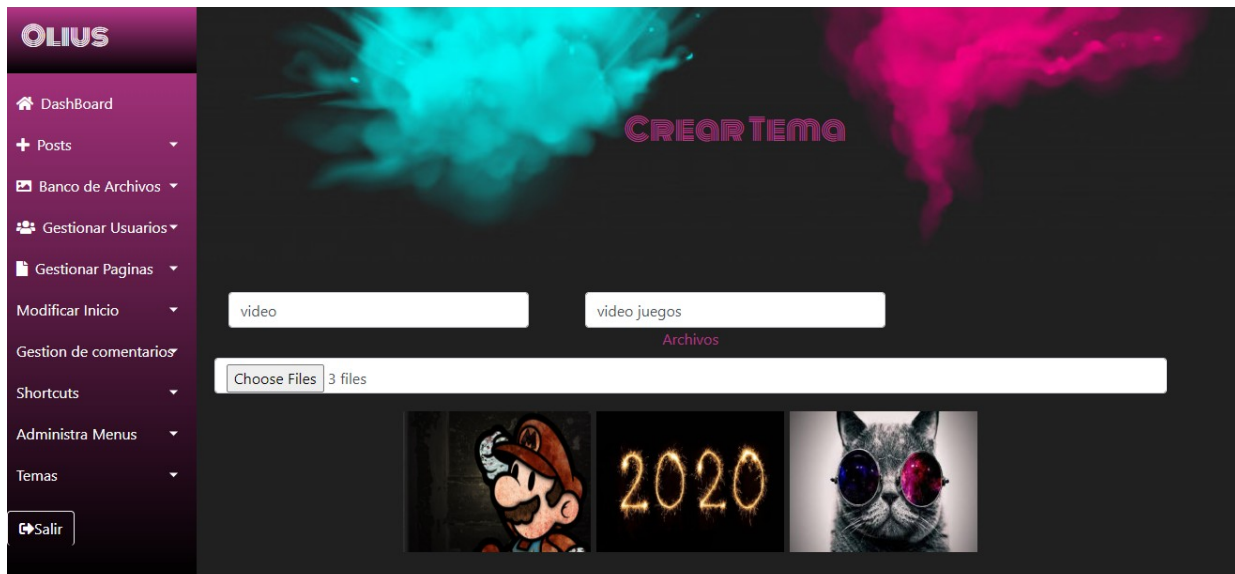 Olius
DashBoard
Posts
Banco de Archivos
Gestionar Usuarios
Gestionar Paginas
Modificar Inicio
Gestion de comentarios
Shortcuts
Administra Menus
Temas
Salir
Crear Tema
video
video juegos
Archivos
Choose Files 3 files
M
2020